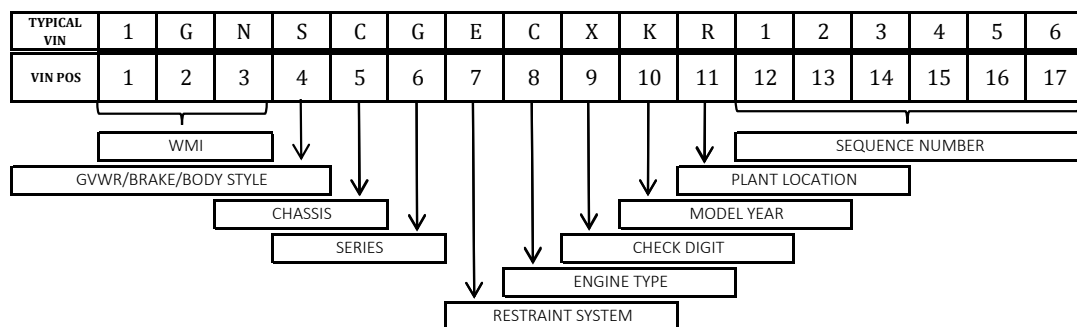 TYPICAL VIN 1 G N S C G E C X K R 1 2 3 4 5 6
VIN POS 1 2 3 4 5 6 7 8 9 10 11 12 13 14 15 16 17
WMI SEQUENCE NUMBER
GVWR/BRAKE/BODY STYLE PLANT LOCATION
CHASSIS MODEL YEAR
SERIES CHECK DIGIT
ENGINE TYPE
RESTRAINT SYSTEM